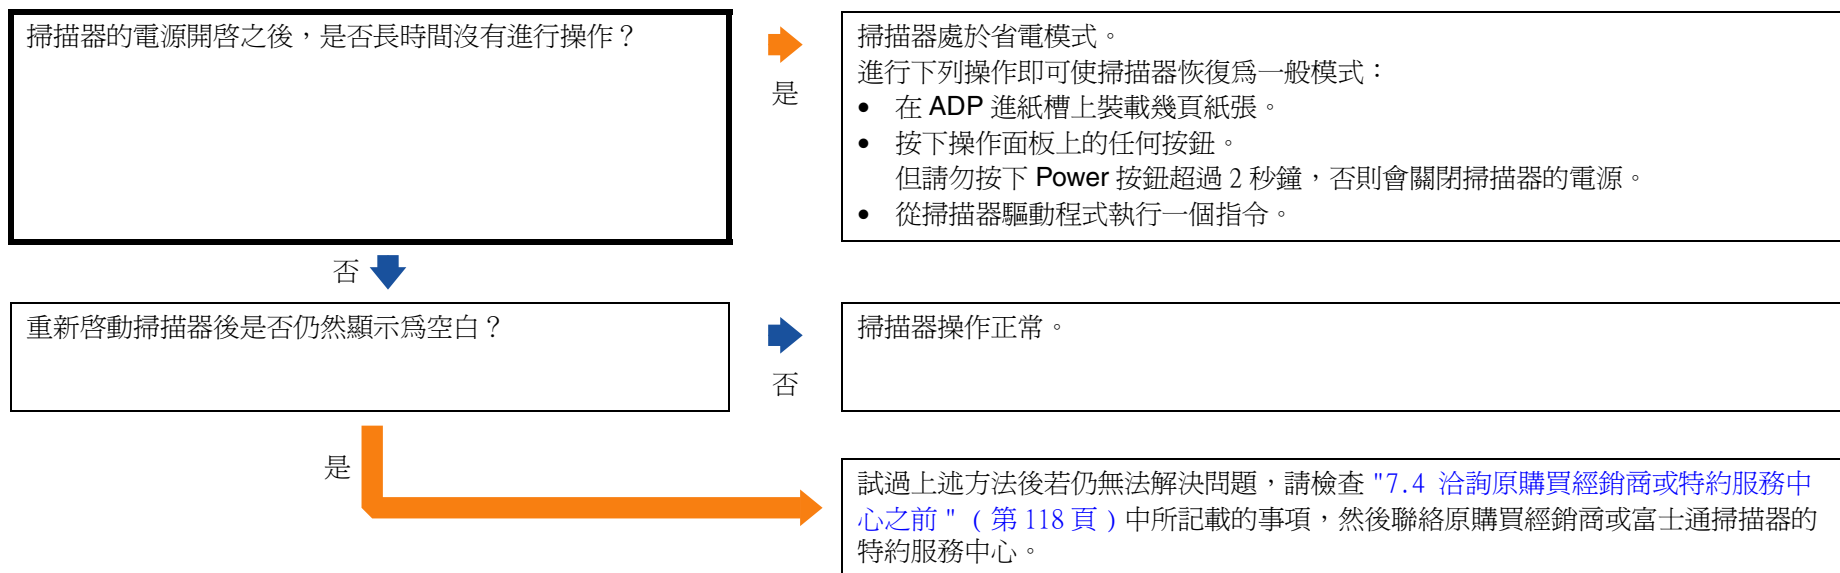 掃描器的電源開啓之後，是否長時間沒有進行操作？
是
掃描器處於省電模式。
進行下列操作即可使掃描器恢復爲一般模式：
• 在 ADP 進紙槽上裝載幾頁紙張。
• 按下操作面板上的任何按鈕。
但請勿按下 Power 按鈕超過 2 秒鐘，否則會關閉掃描器的電源。
• 從掃描器驅動程式執行一個指令。
否
重新啓動掃描器後是否仍然顯示爲空白？
否
掃描器操作正常。
是
試過上述方法後若仍無法解決問題，請檢查 "7.4 洽詢原購買經銷商或特約服務中
心之前 " ( 第 118 頁 ) 中所記載的事項，然後聯絡原購買經銷商或富士通掃描器的
特約服務中心。